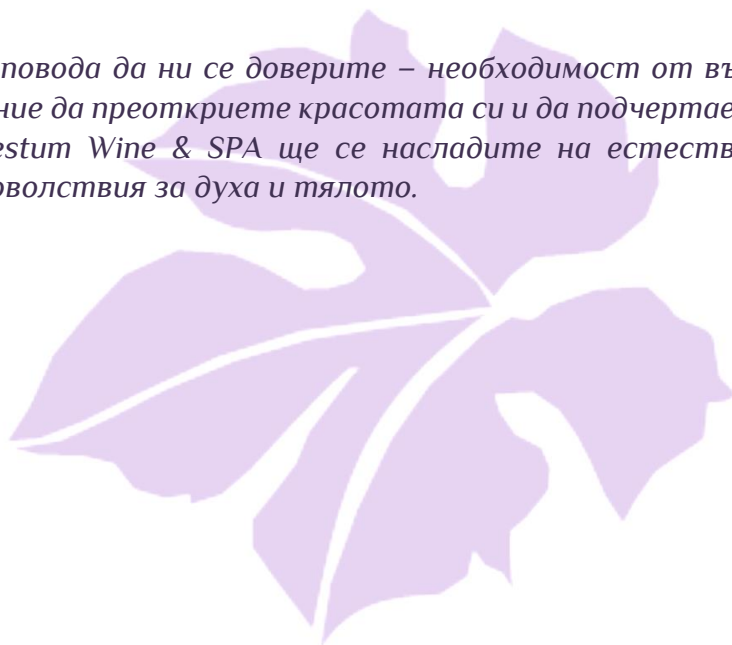 повода да ни се доверите – необходимост от въ
ние да преоткриете красотата си и да подчертае
estum Wine & SPA ще се насладите на естеств
оволствия за духа и тялото.